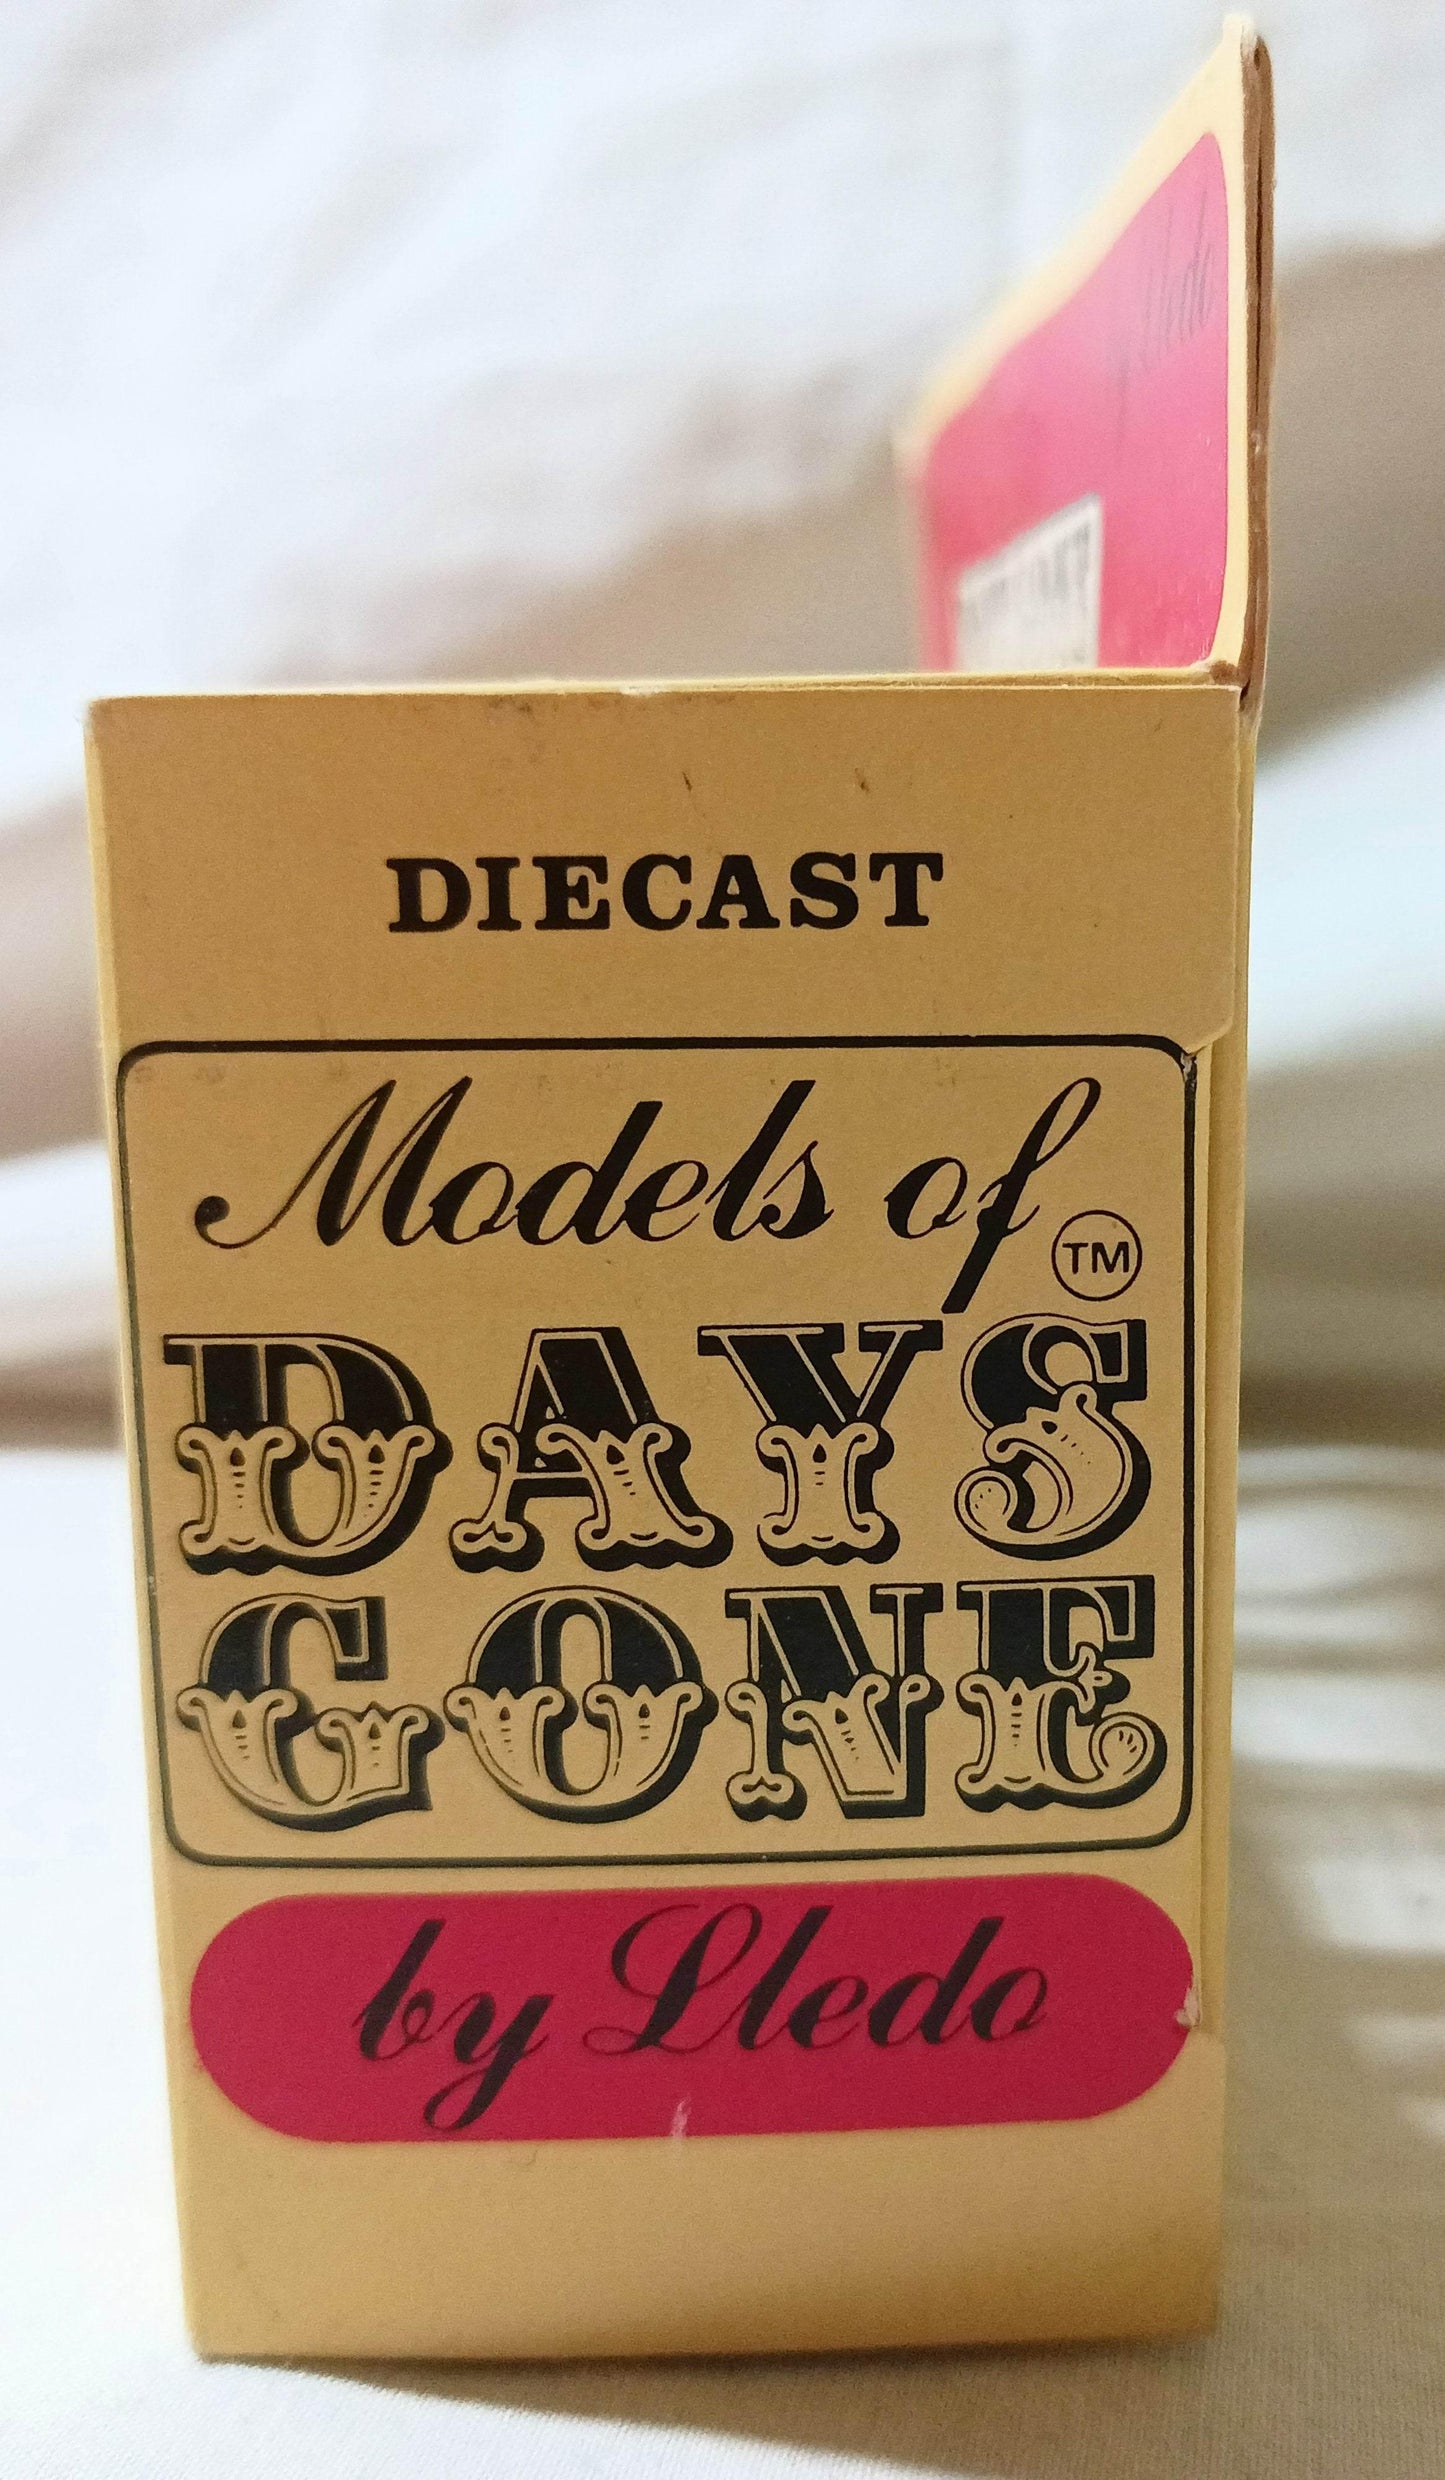 DIECAST
Models of
TM
DAYS
GONE
by Lledo